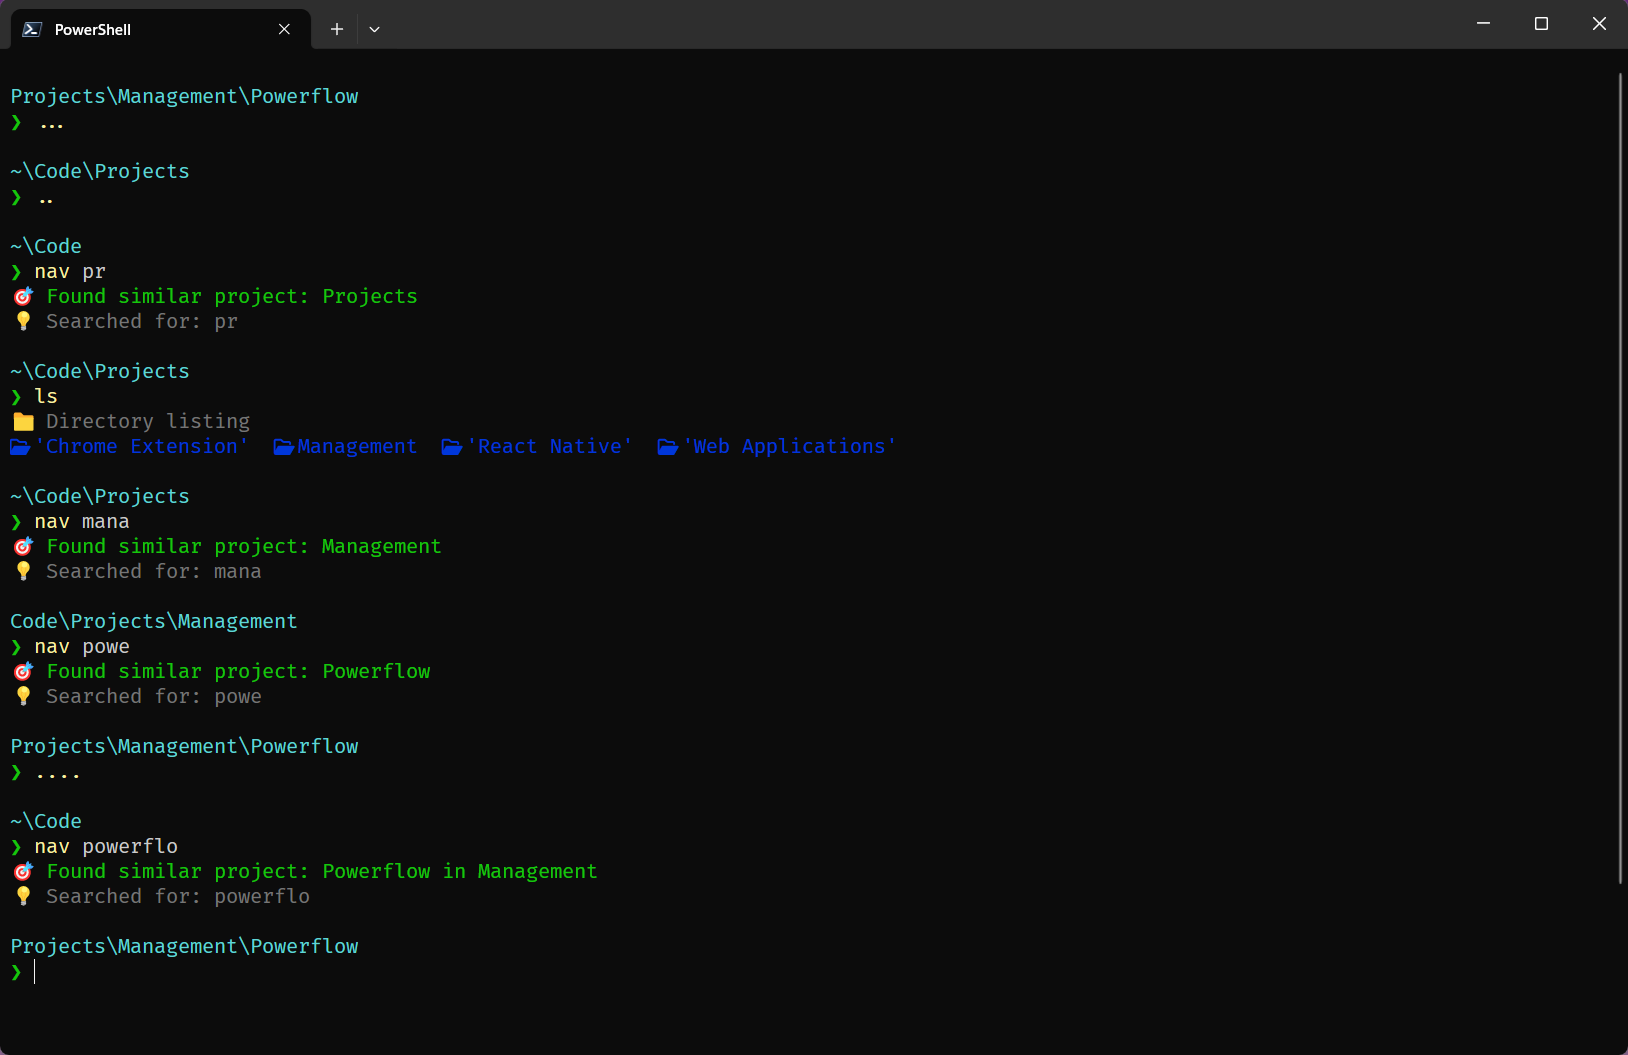 PowerShell
Projects\Management\Powerflow
❯ ...
~\Code\Projects
❯ ..
~\Code
❯ nav pr
🎯 Found similar project: Projects
💡 Searched for: pr
~\Code\Projects
❯ ls
📁 Directory listing
'Chrome Extension' Management 'React Native' 'Web Applications'
~\Code\Projects
❯ nav mana
🎯 Found similar project: Management
💡 Searched for: mana
Code\Projects\Management
❯ nav powe
🎯 Found similar project: Powerflow
💡 Searched for: powe
Projects\Management\Powerflow
❯ ....
~\Code
❯ nav powerflo
🎯 Found similar project: Powerflow in Management
💡 Searched for: powerflo
Projects\Management\Powerflow
❯